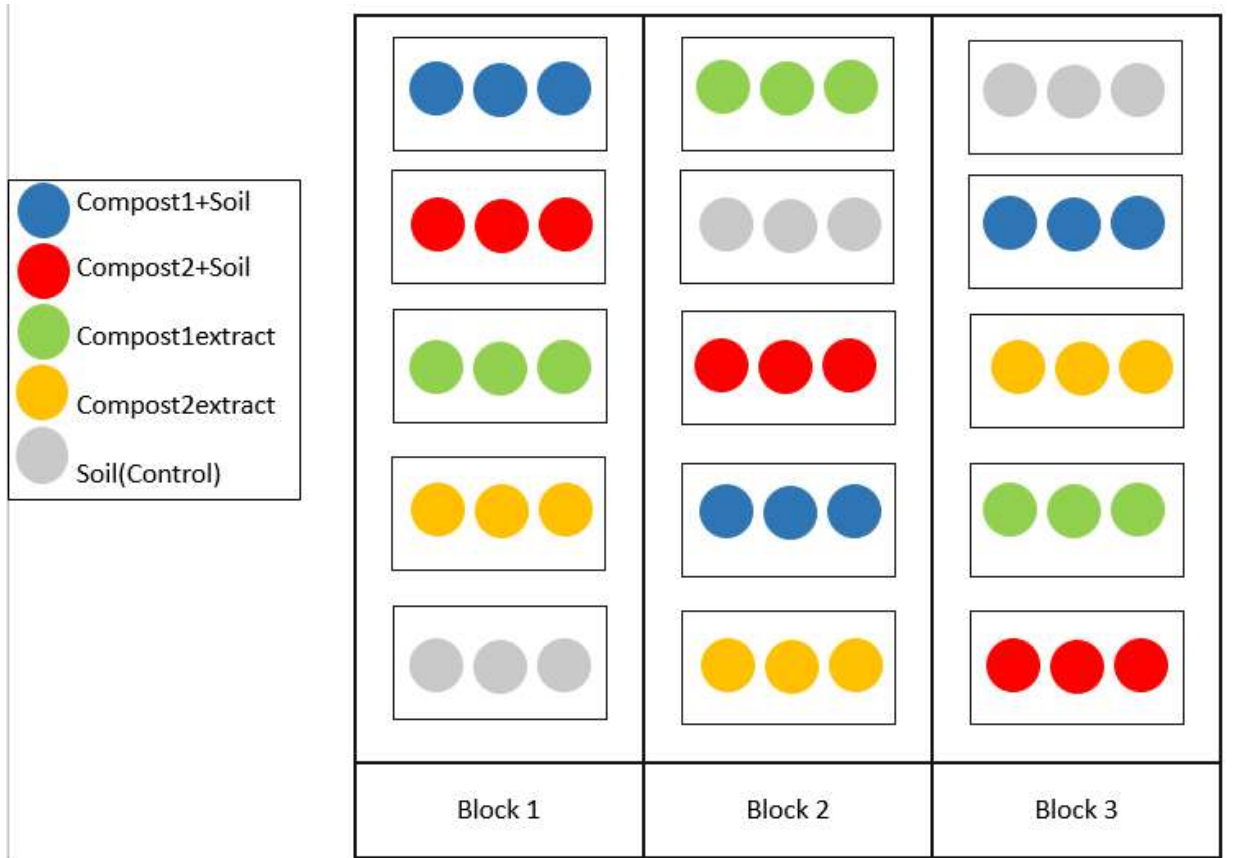 Compost1+Soil
Compost2+Soil
Compost1extract
Compost2extract
Soil(Control)
Block 1
Block 2
Block 3